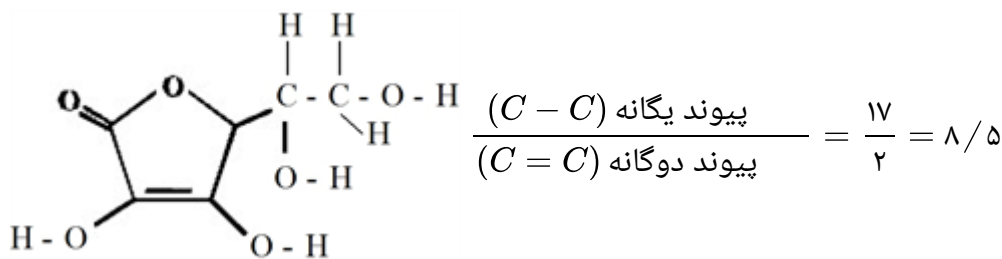 H H
O O C - C - O - H
H
O - H
H - O O - H
پیوند یگانه (C − C) / پیوند دوگانه (C = C) = ۱۷ / ۲ = ۸ / ۵